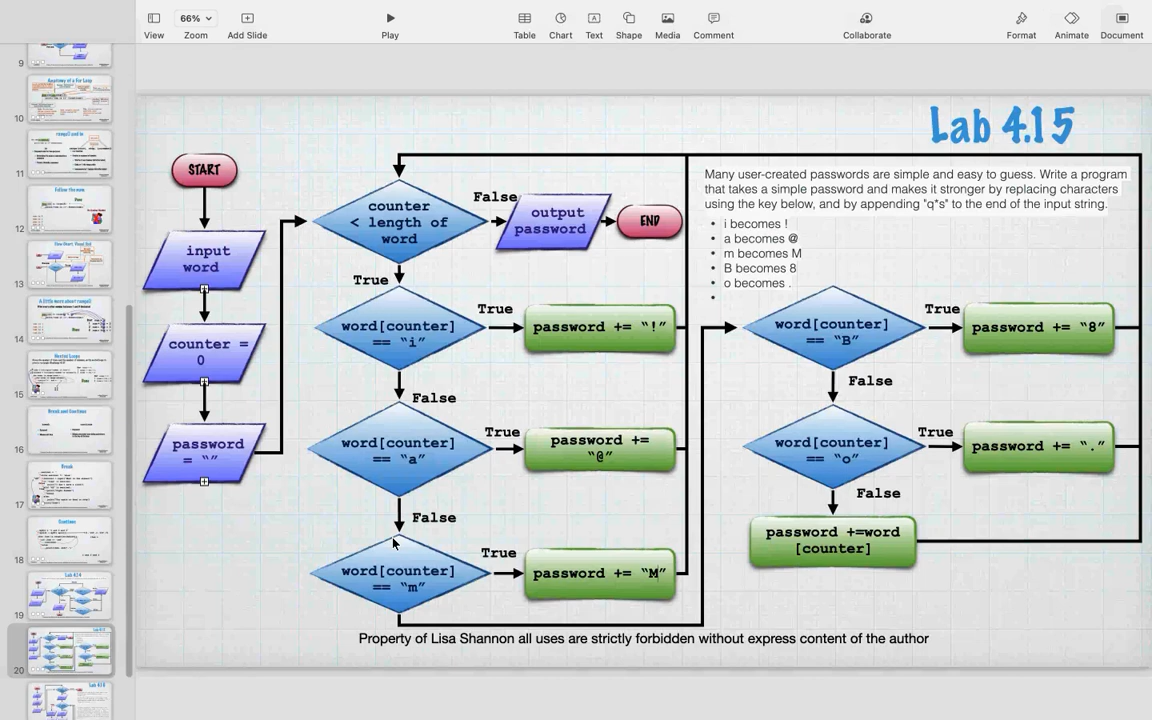 66%
View
Zoom
Add Slide
Play
Table
Chart
Text
Shape
Media
Comment
Collaborate
Format
Animate
Document
9
10
11
12
13
14
15
16
17
18
19
20
Lab 4.15
START
input
word
counter =
0
password
= “”
counter
< length of
word
False
output
password
END
True
word[counter]
== “i”
True
password += “!”
False
word[counter]
== “a”
True
password +=
“@”
False
word[counter]
== “m”
True
password += “M”
Many user-created passwords are simple and easy to guess. Write a program
that takes a simple password and makes it stronger by replacing characters
using the key below, and by appending "q*s" to the end of the input string.
• i becomes !
• a becomes @
• m becomes M
• B becomes 8
• o becomes .
•
word[counter]
== “B”
True
password += “8”
False
word[counter]
== “o”
True
password += “.”
False
password +=word
[counter]
Property of Lisa Shannon all uses are strictly forbidden without express content of the author